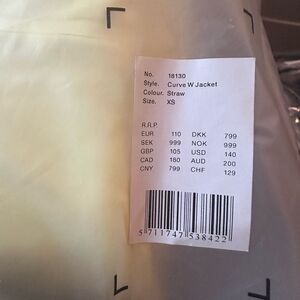 No. 18130
Style. Curve W Jacket
Colour. Straw
Size. XS
R.R.P.
EUR 110 DKK 799
SEK 999 NOK 999
GBP 105 USD 140
CAD 180 AUD 200
CNY 799 CHF 129
5 711747 538422